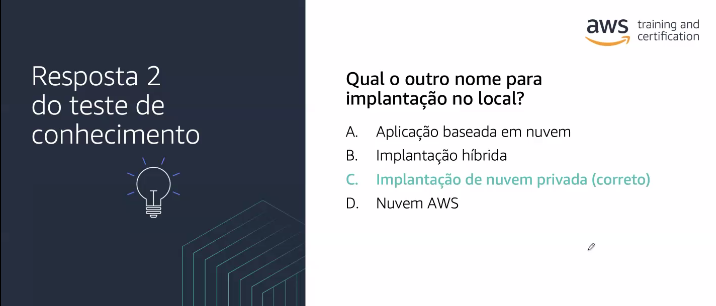 Resposta 2
do teste de
conhecimento
aws training and
certification
Qual o outro nome para
implantação no local?
A. Aplicação baseada em nuvem
B. Implantação híbrida
C. Implantação de nuvem privada (correto)
D. Nuvem AWS